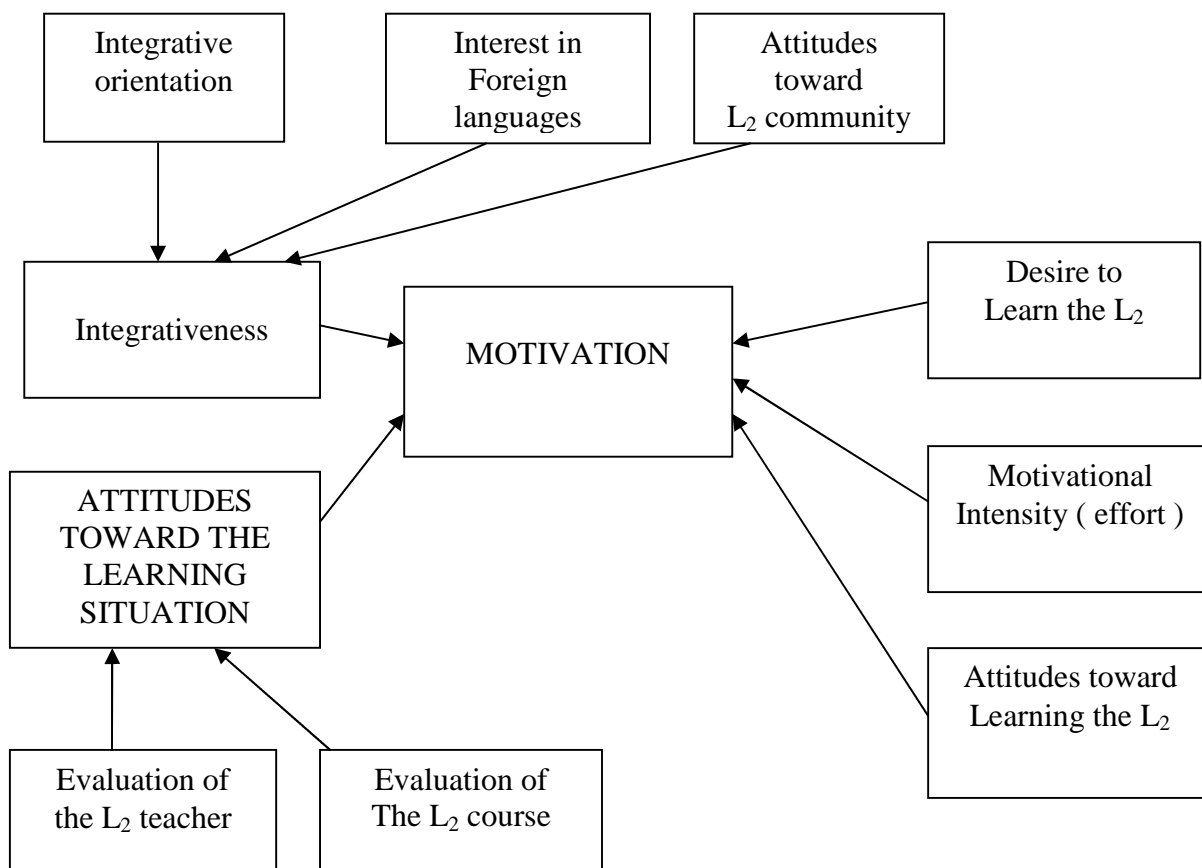 Integrative
orientation
Interest in
Foreign
languages
Attitudes
toward
L₂ community
Integrativeness
MOTIVATION
Desire to
Learn the L₂
Motivational
Intensity ( effort )
ATTITUDES
TOWARD THE
LEARNING
SITUATION
Attitudes toward
Learning the L₂
Evaluation of
the L₂ teacher
Evaluation of
The L₂ course